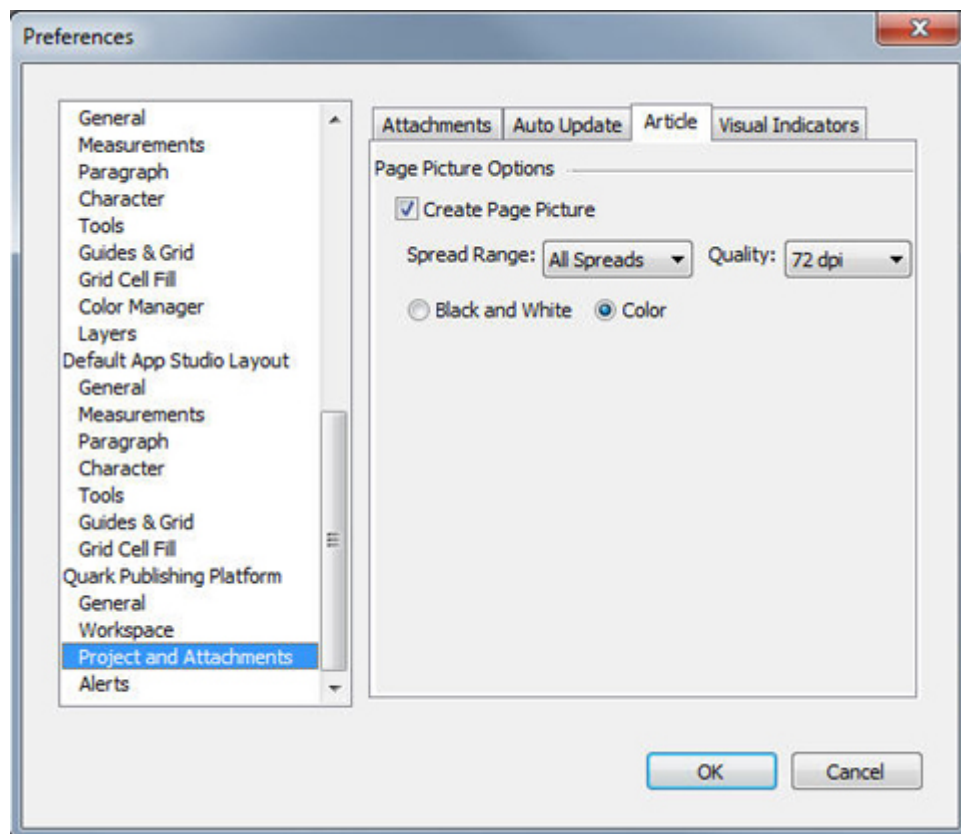 Preferences
General
Measurements
Paragraph
Character
Tools
Guides & Grid
Grid Cell Fill
Color Manager
Layers
Default App Studio Layout
General
Measurements
Paragraph
Character
Tools
Guides & Grid
Grid Cell Fill
Quark Publishing Platform
General
Workspace
Project and Attachments
Alerts
Attachments Auto Update Article Visual Indicators
Page Picture Options
Create Page Picture
Spread Range: All Spreads Quality: 72 dpi
Black and White Color
OK Cancel